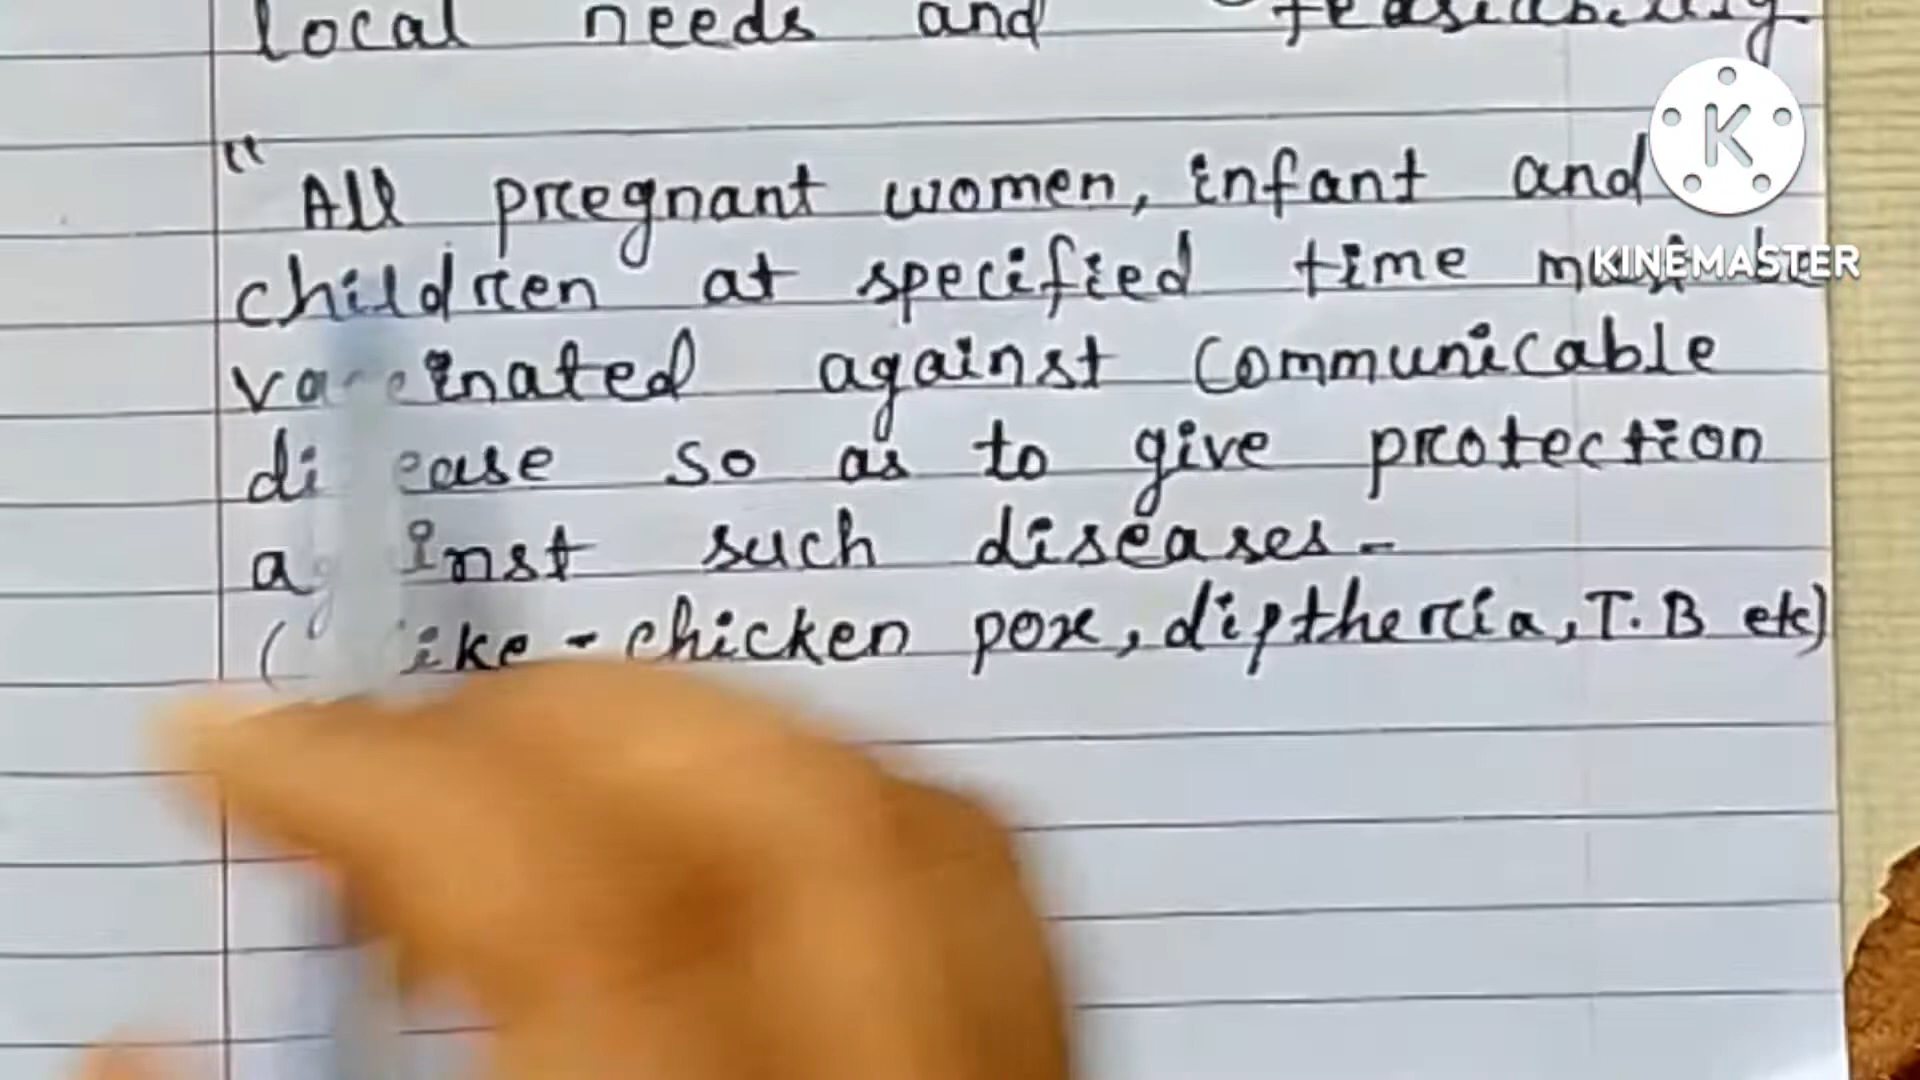 local needs and
"All pregnant women, infant and
children at specified time must be
vaccinated against communicable
disease so as to give protection
against such diseases-
like - chicken pox, diptheria, T.B etc)
K
KINEMASTER